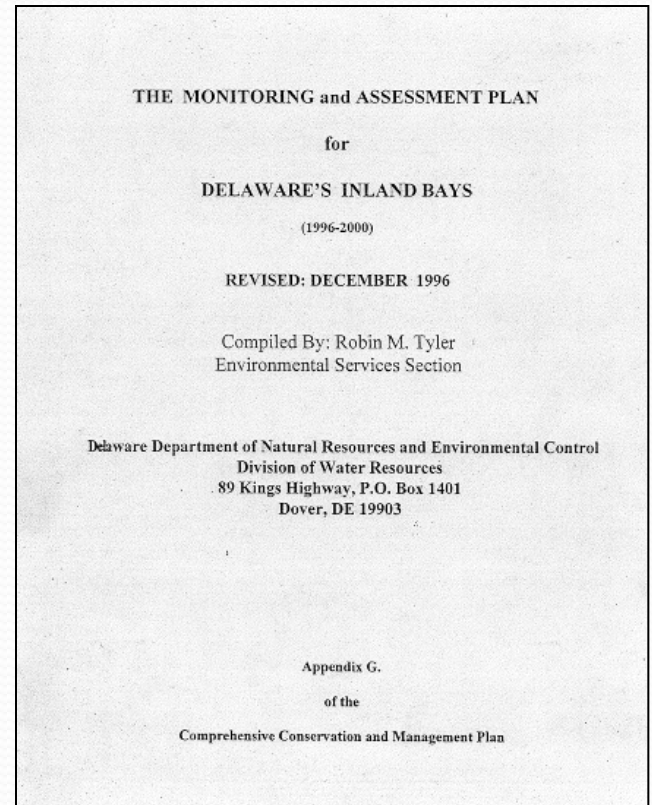 THE MONITORING and ASSESSMENT PLAN
for
DELAWARE'S INLAND BAYS
(1996-2000)
REVISED: DECEMBER 1996
Compiled By: Robin M. Tyler
Environmental Services Section
Delaware Department of Natural Resources and Environmental Control
Division of Water Resources
89 Kings Highway, P.O. Box 1401
Dover, DE 19903
Appendix G.
of the
Comprehensive Conservation and Management Plan